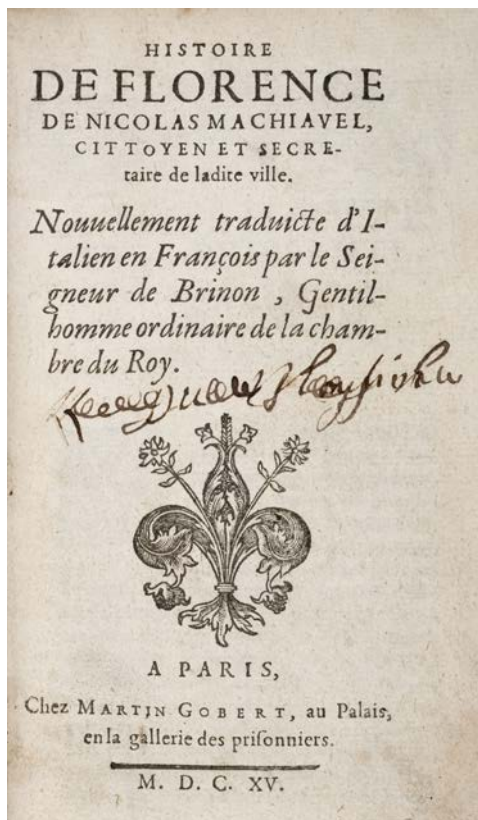 HISTOIRE
DE FLORENCE
DE NICOLAS MACHIAVEL,
CITTOYEN ET SECRE-
taire de ladite ville.
Nouuellement traduicte d'I-
talien en François par le Sei-
gneur de Brinon, Gentil-
homme ordinaire de la cham-
bre du Roy.
A PARIS,
Chez MARTIN GOBERT, au Palais,
en la gallerie des priſonniers.
M. D. C. XV.